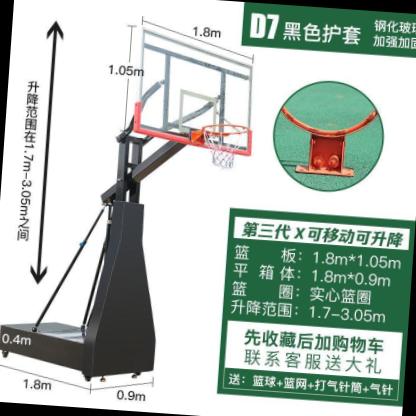 D7 黑色护套
钢化玻
加强加
1.8m
1.05m
升降范围在1.7m-3.05m之间
第三代 X 可移动可升降
篮板:1.8m*1.05m
平箱体:1.8m*0.9m
篮圈:实心篮圈
升降范围:1.7-3.05m
先收藏后加购物车
联系客服送大礼
送:篮球+篮网+打气针筒+气针
0.4m
1.8m
0.9m